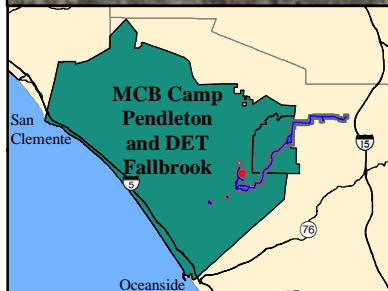 MCB Camp
Pendleton
and DET
Fallbrook
San
Clemente
15
5
76
Oceanside